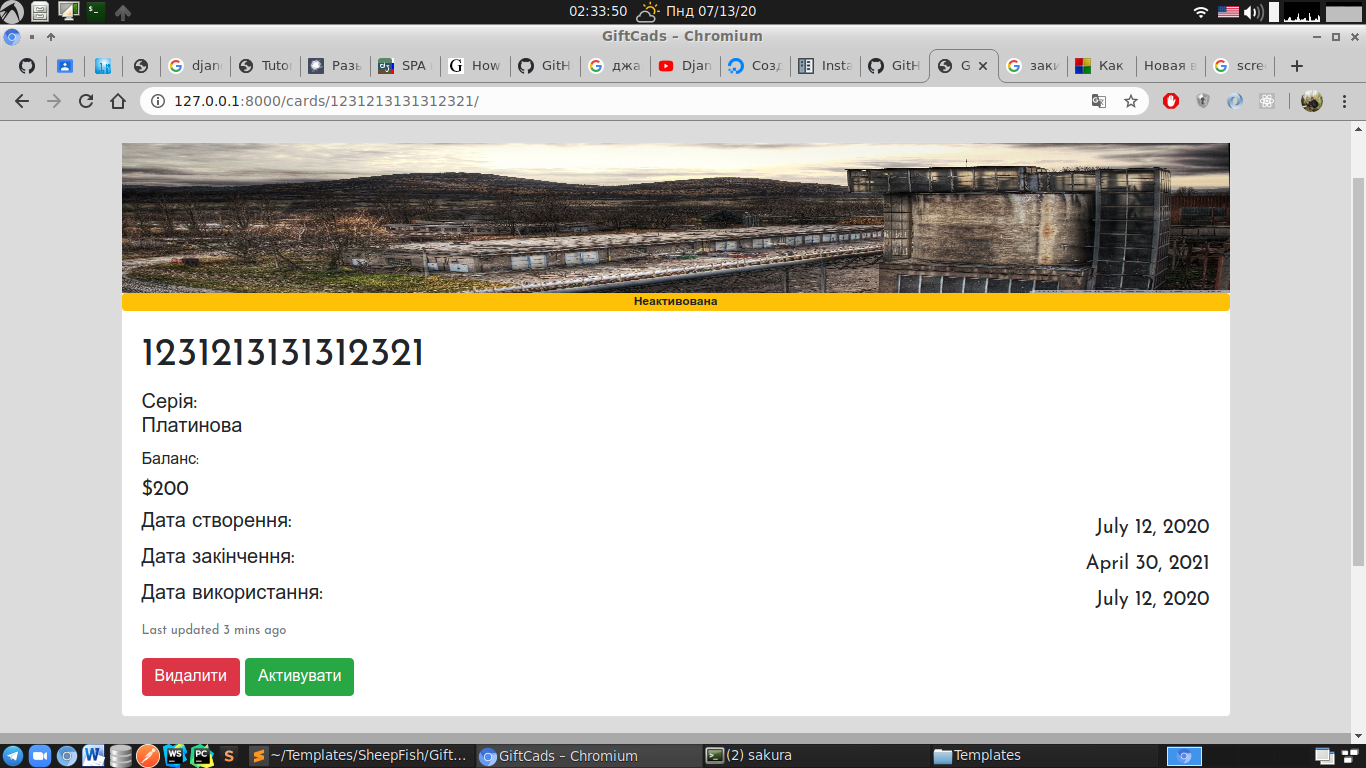 02:33:50 Пнд 07/13/20
GiftCads – Chromium
djan
Tuto
Разы
SPA
How
GitH
джа
Djan
Созд
Insta
GitH
G
заки
Как
Новая в
scre
127.0.0.1:8000/cards/1231213131312321/
Неактивована
1231213131312321
Серія:
Платинова
Баланс:
$200
Дата створення: July 12, 2020
Дата закінчення: April 30, 2021
Дата використання: July 12, 2020
Last updated 3 mins ago
Видалити Активувати
~/Templates/SheepFish/Gift... GiftCads – Chromium (2) sakura Templates